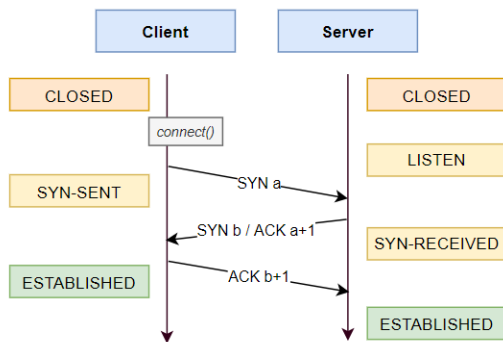 Client
Server
CLOSED
CLOSED
connect()
LISTEN
SYN a
SYN-SENT
SYN b / ACK a+1
SYN-RECEIVED
ACK b+1
ESTABLISHED
ESTABLISHED